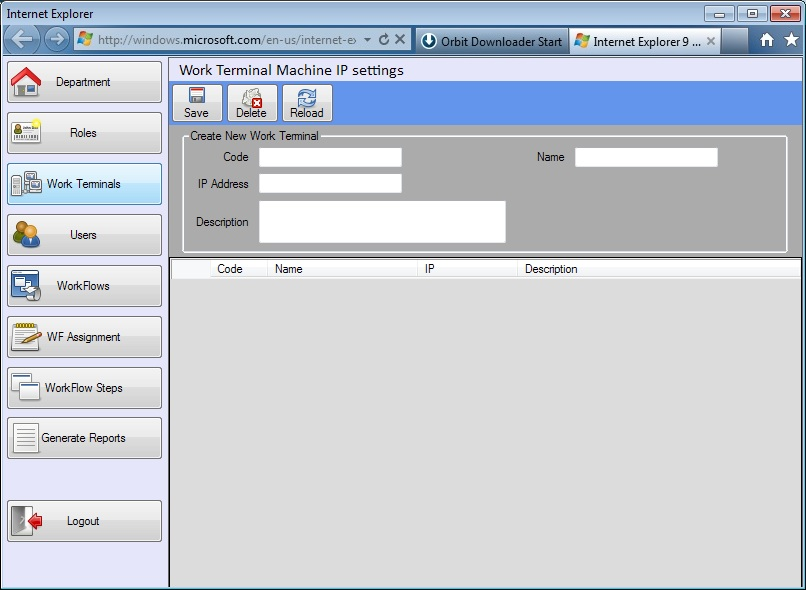 Internet Explorer
http://windows.microsoft.com/en-us/internet-ex
Orbit Downloader Start
Internet Explorer 9 ...
Department
Roles
Work Terminals
Users
WorkFlows
WF Assignment
WorkFlow Steps
Generate Reports
Logout
Work Terminal Machine IP settings
Save
Delete
Reload
Create New Work Terminal
Code
Name
IP Address
Description
Code Name IP Description